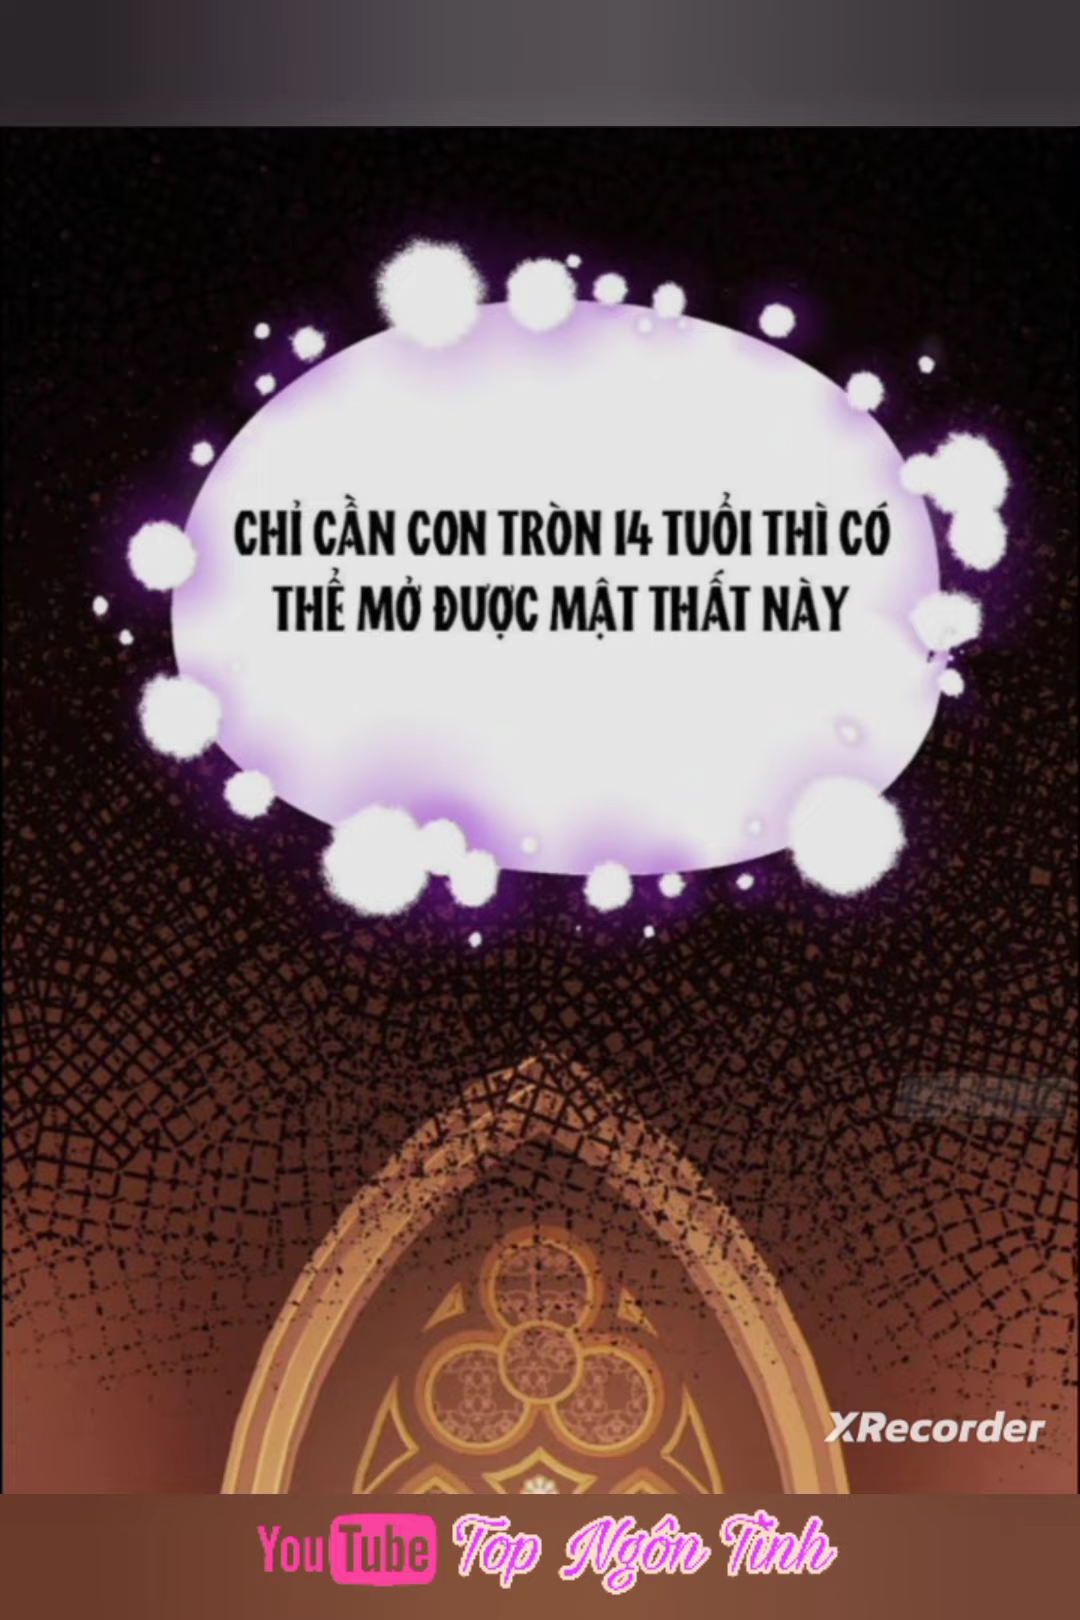 CHỈ CẦN CON TRÒN 14 TUỔI THÌ CÓ
THỂ MỞ ĐƯỢC MẬT THẤT NÀY
XRecorder
YouTube Top Ngôn Tình